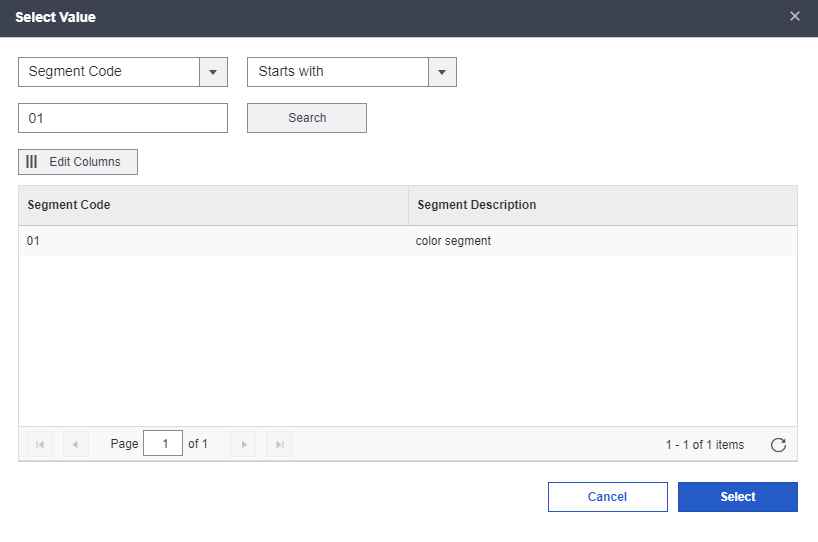 Select Value
Segment Code Starts with
01 Search
Edit Columns
Segment Code Segment Description
01 color segment
Page 1 of 1 1 - 1 of 1 items
Cancel Select